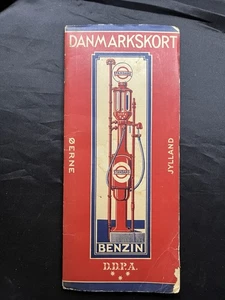 DANMARKSKORT
ØERNE
JYLLAND
BENZIN
D.D.P.A.